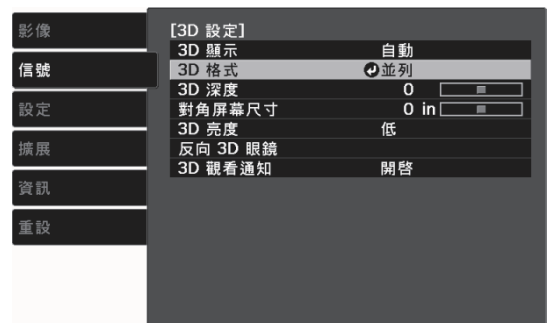 影像
信號
設定
擴展
資訊
重設
[3D 設定]
3D 顯示 自動
3D 格式 並列
3D 深度 0
對角屏幕尺寸 0 in
3D 亮度 低
反向 3D 眼鏡
3D 觀看通知 開啓